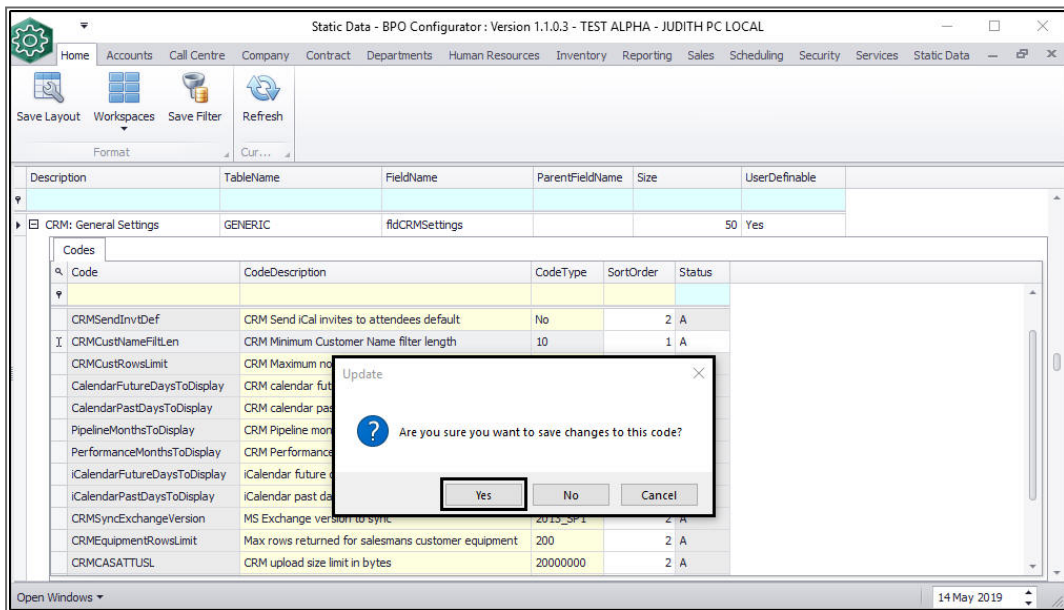 Static Data - BPO Configurator : Version 1.1.0.3 - TEST ALPHA - JUDITH PC LOCAL
Home Accounts Call Centre Company Contract Departments Human Resources Inventory Reporting Sales Scheduling Security Services Static Data
Save Layout Workspaces Save Filter Refresh
Format Cur...
Description TableName FieldName ParentFieldName Size UserDefinable
CRM: General Settings GENERIC fldCRMSettings 50 Yes
Codes
Code CodeDescription CodeType SortOrder Status
CRMSendInvtDef CRM Send iCal invites to attendees default No 2 A
CRMCustNameFiltLen CRM Minimum Customer Name filter length 10 1 A
CRMCustRowsLimit CRM Maximum no
Update
CalendarFutureDaysToDisplay CRM calendar fut
CalendarPastDaysToDisplay CRM calendar pas
PipelineMonthsToDisplay CRM Pipeline mon
Are you sure you want to save changes to this code?
PerformanceMonthsToDisplay CRM Performance
iCalendarFutureDaysToDisplay iCalendar future d
iCalendarPastDaysToDisplay iCalendar past da
Yes No Cancel
CRMSyncExchangeVersion MS Exchange version to sync 2013_SP1 2 A
CRMEquipmentRowsLimit Max rows returned for salesmans customer equipment 200 2 A
CRMCASATTUSL CRM upload size limit in bytes 20000000 2 A
Open Windows 14 May 2019